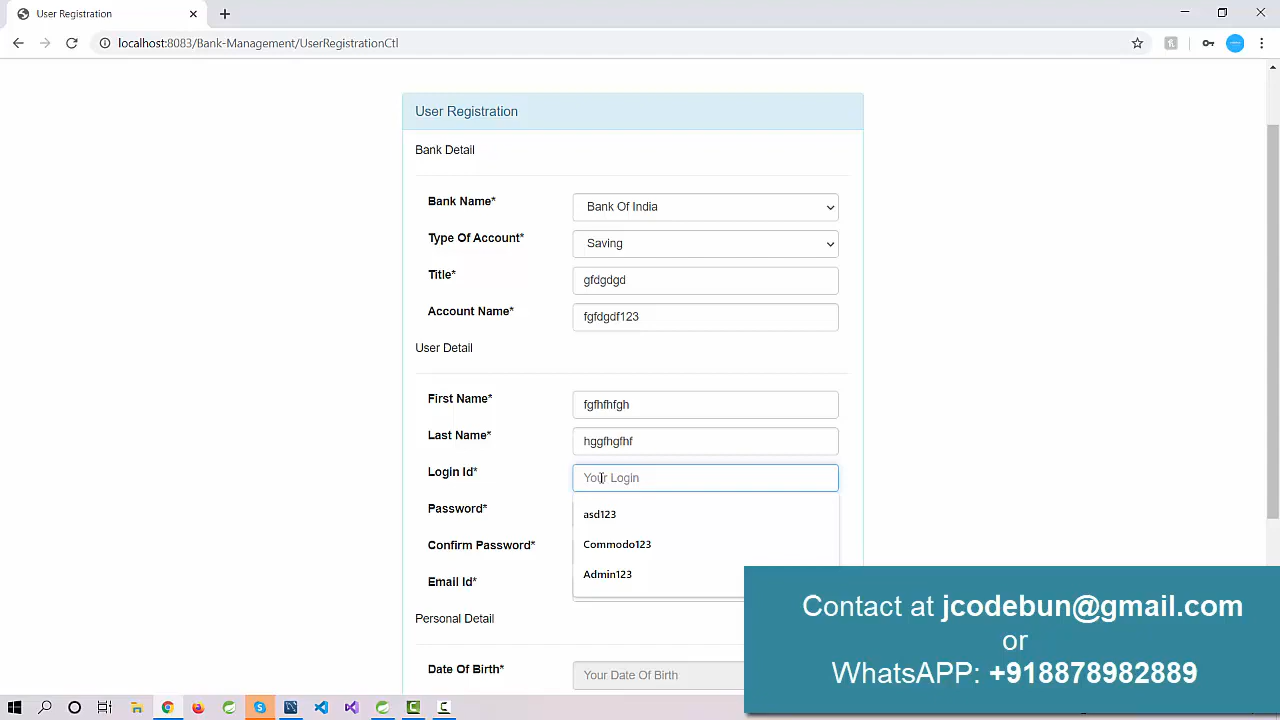 User Registration
localhost:8083/Bank-Management/UserRegistrationCtl
User Registration
Bank Detail
Bank Name*
Bank Of India
Type Of Account*
Saving
Title*
gfdgdgd
Account Name*
fgfdgdf123
User Detail
First Name*
fgfhfhfgh
Last Name*
hggfhgfhf
Login Id*
Your Login
Password*
asd123
Confirm Password*
Commodo123
Email Id*
Admin123
Personal Detail
Date Of Birth*
Your Date Of Birth
Contact at jcodebun@gmail.com
or
WhatsAPP: +918878982889